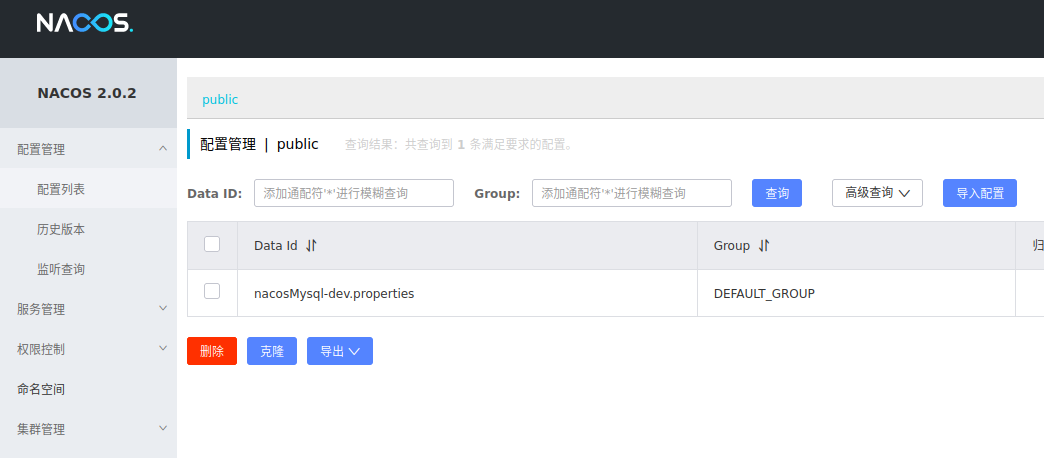 NACOS.
NACOS 2.0.2
配置管理
配置列表
历史版本
监听查询
服务管理
权限控制
命名空间
集群管理
public
配置管理 | public 查询结果：共查询到 1 条满足要求的配置。
Data ID: 添加通配符'*'进行模糊查询 Group: 添加通配符'*'进行模糊查询 查询 高级查询 导入配置
Data Id Group 归
nacosMysql-dev.properties DEFAULT_GROUP
删除 克隆 导出